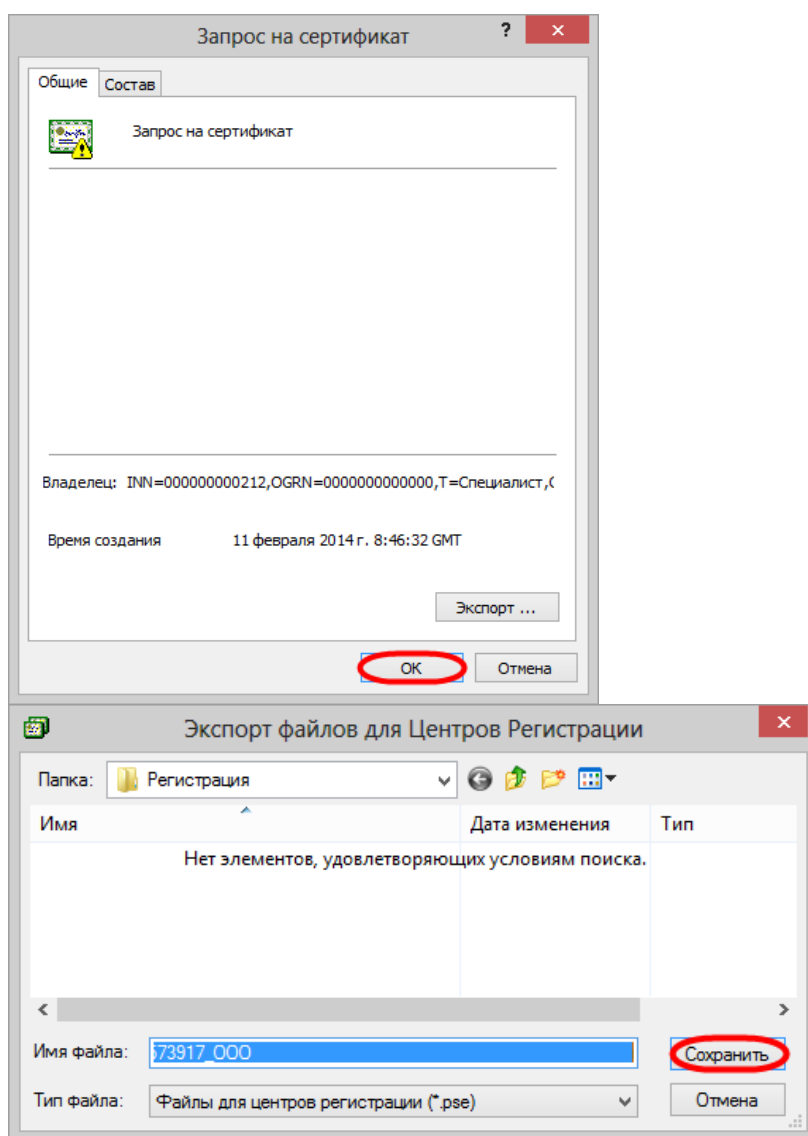 Запрос на сертификат ?
Общие Состав
Запрос на сертификат
Владелец: INN=000000000212,OGRN=0000000000000,T=Специалист,
Время создания 11 февраля 2014 г. 8:46:32 GMT
Экспорт ...
OK Отмена
Экспорт файлов для Центров Регистрации
Папка: Регистрация
Имя Дата изменения Тип
Нет элементов, удовлетворяющих условиям поиска.
Имя файла: 573917_ООО Сохранить
Тип файла: Файлы для центров регистрации (*.pse) Отмена